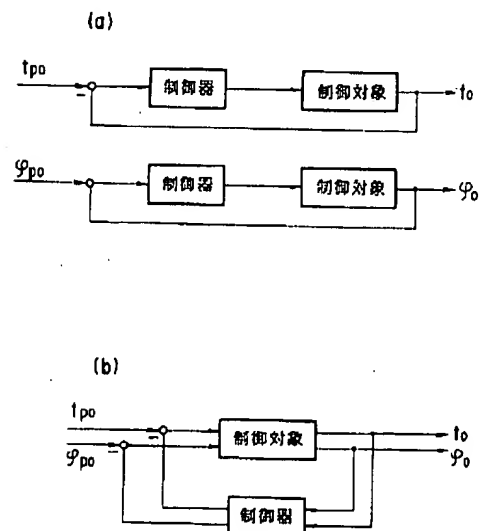 (a)
tpo 制御器 制御対象 to
−
φpo 制御器 制御対象 φo
(b)
tpo
− 制御対象 to
φpo − φo
制御器